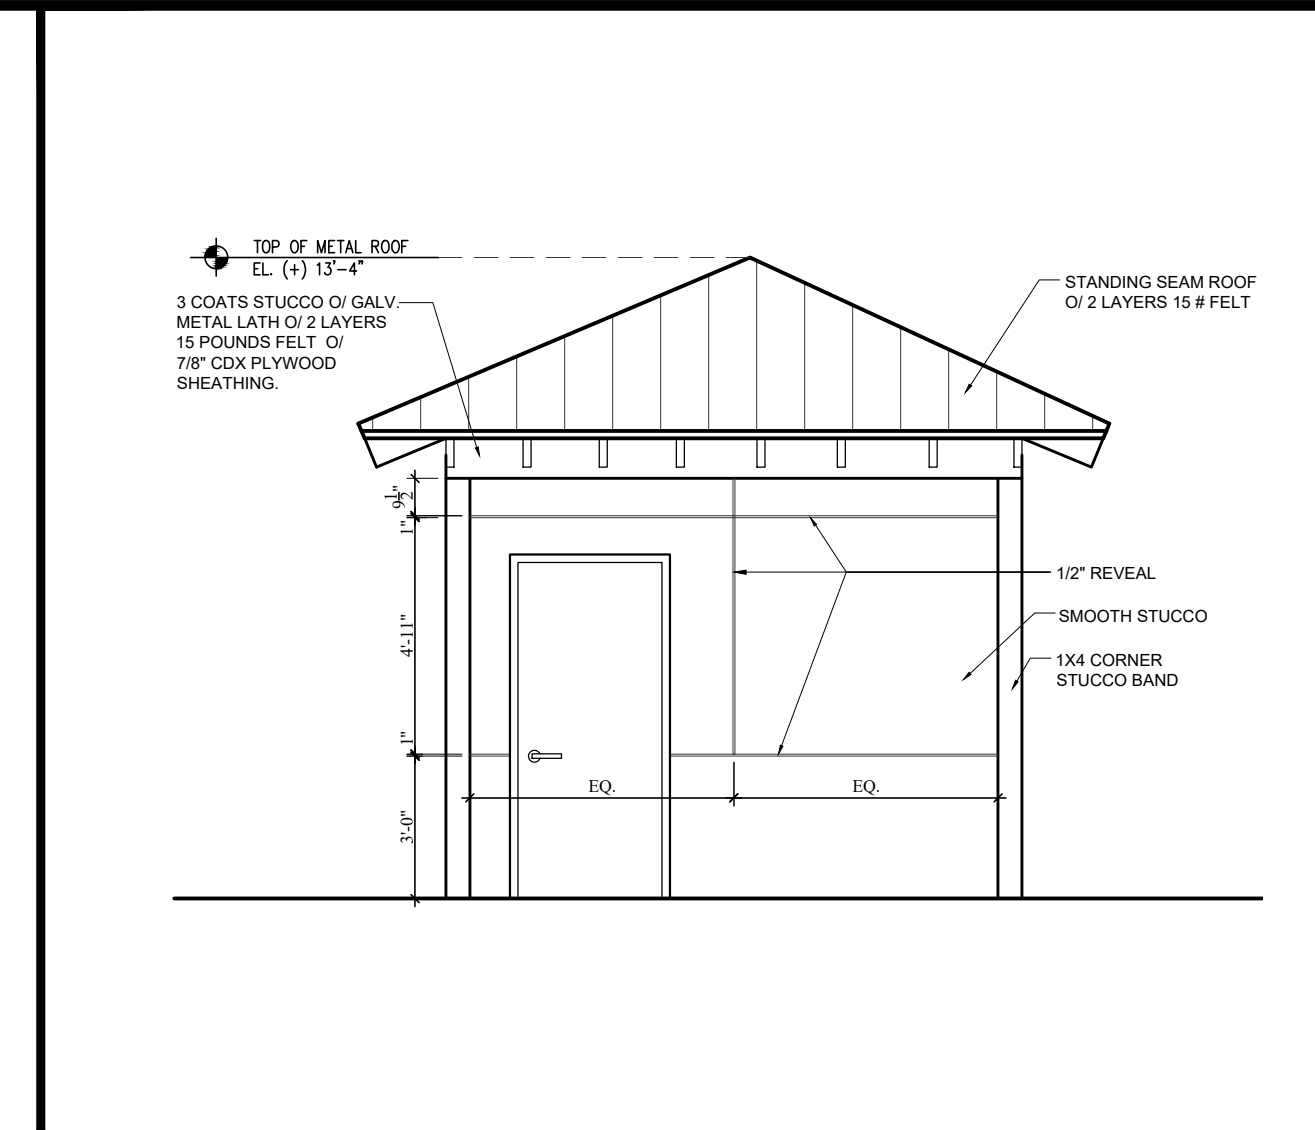 TOP OF METAL ROOF
EL. (+) 13'-4"
3 COATS STUCCO O/ GALV.
METAL LATH O/ 2 LAYERS
15 POUNDS FELT O/
7/8" CDX PLYWOOD
SHEATHING.
STANDING SEAM ROOF
O/ 2 LAYERS 15 # FELT
9 1/2"
1"
4'-11"
1"
3'-0"
1/2" REVEAL
SMOOTH STUCCO
1X4 CORNER
STUCCO BAND
EQ.
EQ.